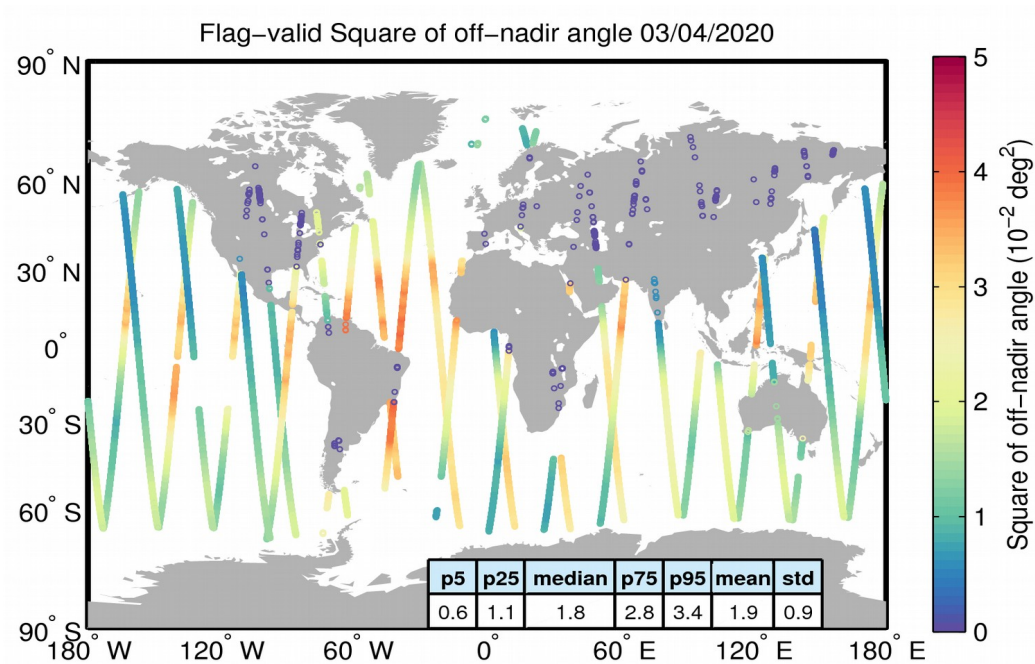 Flag−valid Square of off−nadir angle 03/04/2020
90° N
60° N
30° N
0°
30° S
60° S
90° S
180° W
120° W
60° W
0°
60° E
120° E
180° E
p5 p25 median p75 p95 mean std
0.6 1.1 1.8 2.8 3.4 1.9 0.9
5
4
3
2
1
0
Square of off−nadir angle (10⁻² deg²)